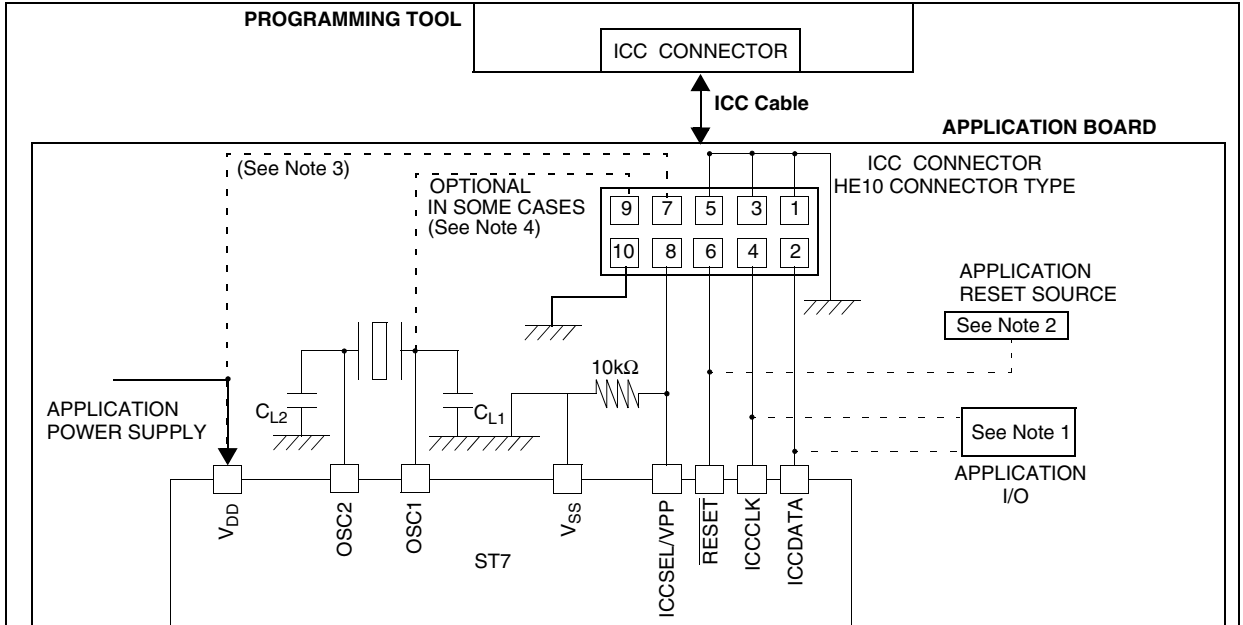 PROGRAMMING TOOL
ICC CONNECTOR
ICC Cable
APPLICATION BOARD
(See Note 3)
OPTIONAL
IN SOME CASES
(See Note 4)
ICC CONNECTOR
HE10 CONNECTOR TYPE
9 7 5 3 1
10 8 6 4 2
APPLICATION
RESET SOURCE
See Note 2
10kΩ
APPLICATION
POWER SUPPLY
CL2
CL1
See Note 1
APPLICATION
I/O
VDD
OSC2
OSC1
VSS
ICCSEL/VPP
RESET
ICCCLK
ICCDATA
ST7